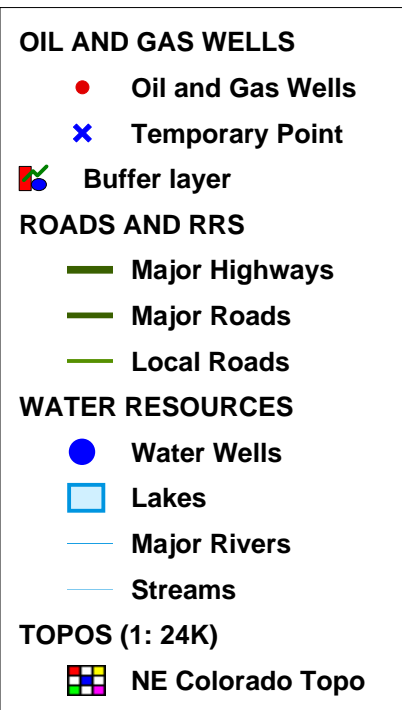 OIL AND GAS WELLS
Oil and Gas Wells
Temporary Point
Buffer layer
ROADS AND RRS
Major Highways
Major Roads
Local Roads
WATER RESOURCES
Water Wells
Lakes
Major Rivers
Streams
TOPOS (1: 24K)
NE Colorado Topo